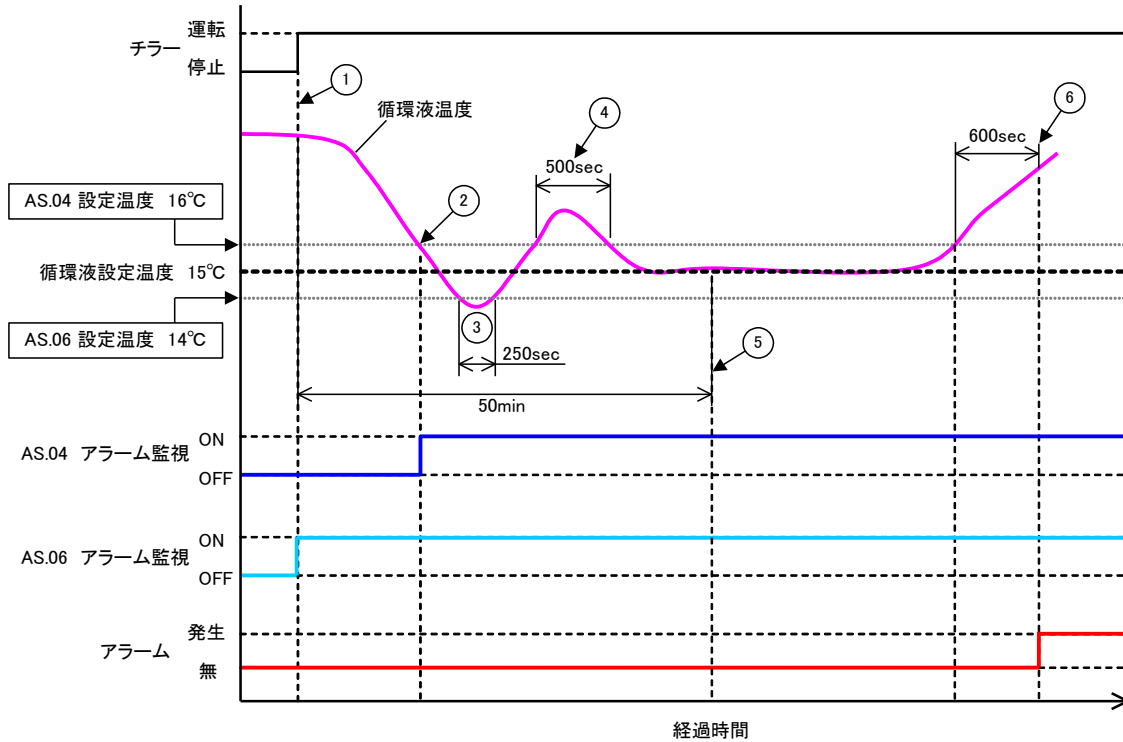 運転
チラー
停止
①
循環液温度
④
⑥
500sec
600sec
AS.04 設定温度 16℃
②
循環液設定温度 15℃
AS.06 設定温度 14℃
③
250sec
⑤
50min
ON
AS.04 アラーム監視
OFF
ON
AS.06 アラーム監視
OFF
発生
アラーム
無
経過時間